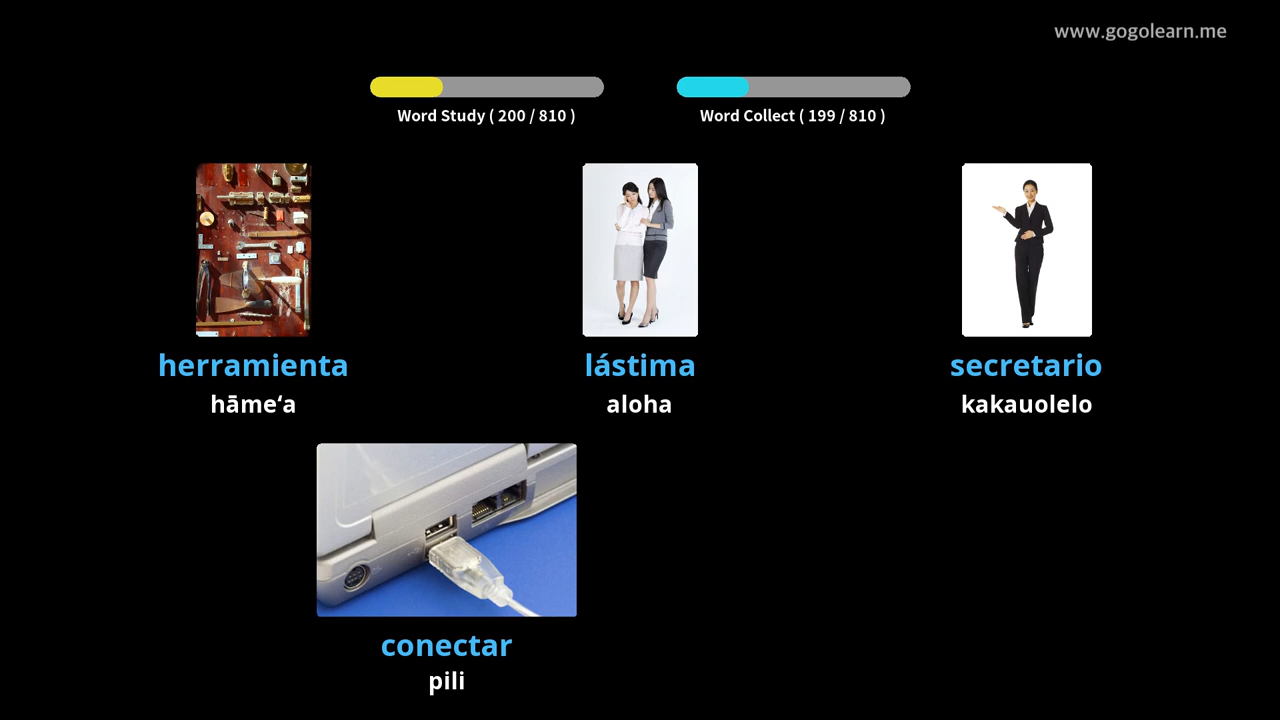 www.gogolearn.me
Word Study ( 200 / 810 )
Word Collect ( 199 / 810 )
herramienta
hāmeʻa
lástima
aloha
secretario
kakauolelo
conectar
pili